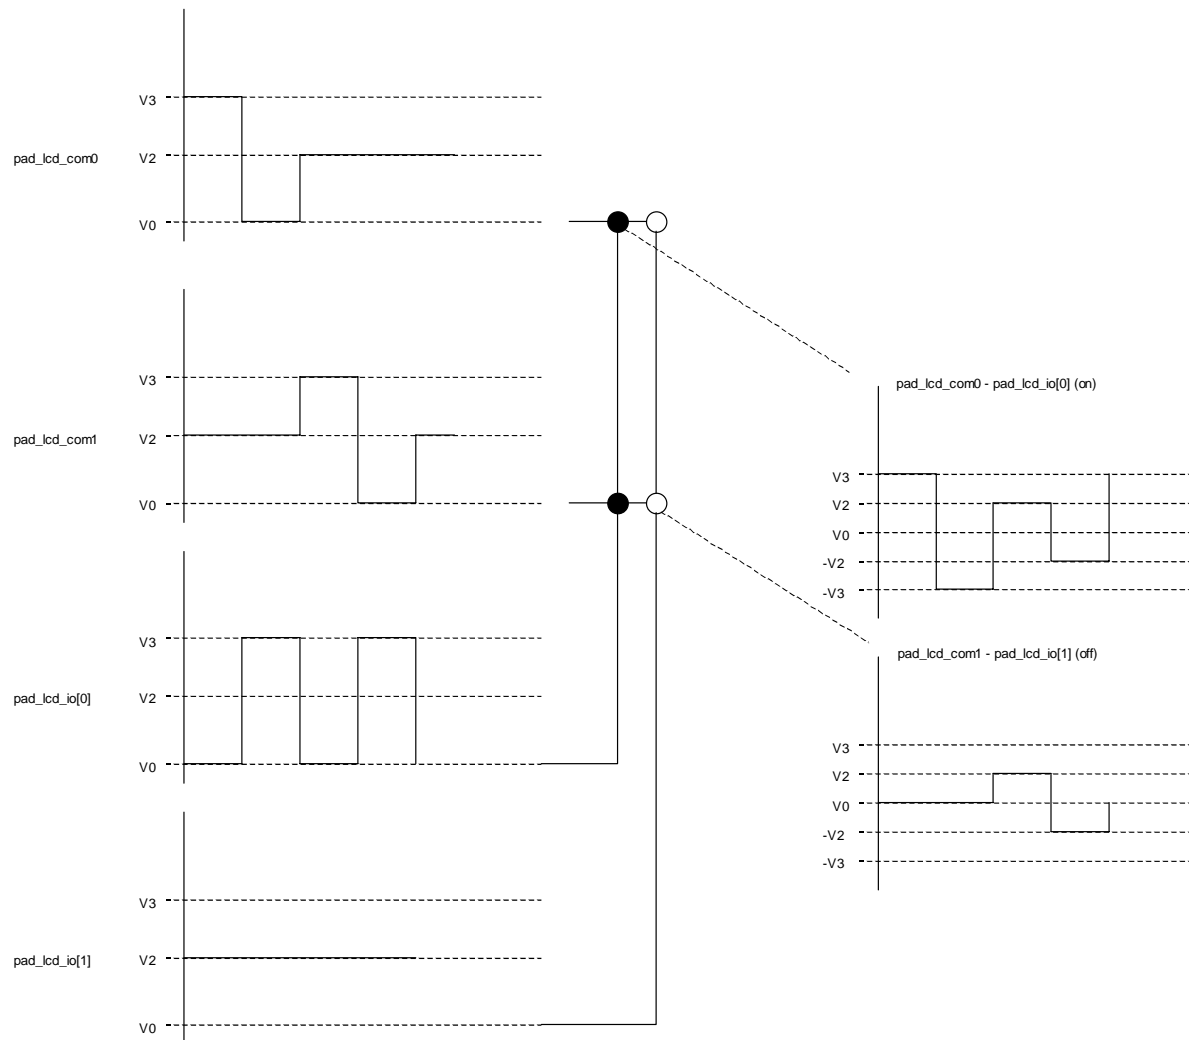 V3
pad_lcd_com0
V2
V0
V3
pad_lcd_com1
V2
V0
V3
pad_lcd_io[0]
V2
V0
V3
pad_lcd_io[1]
V2
V0
pad_lcd_com0 - pad_lcd_io[0] (on)
V3
V2
V0
-V2
-V3
pad_lcd_com1 - pad_lcd_io[1] (off)
V3
V2
V0
-V2
-V3